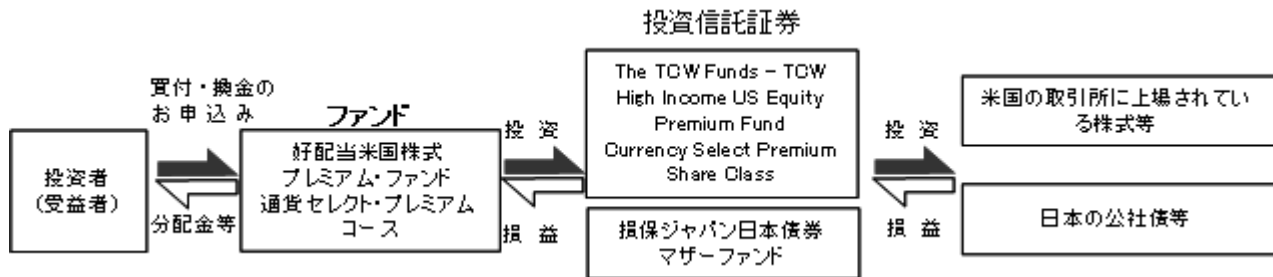 投資信託証券
買付・換金の
お申込み
ファンド
投資者
(受益者)
分配金等
好配当米国株式
プレミアム・ファンド
通貨セレクト・プレミアム
コース
投資
損益
The TCW Funds – TCW
High Income US Equity
Premium Fund
Currency Select Premium
Share Class
損保ジャパン日本債券
マザーファンド
投資
損益
米国の取引所に上場されてい
る株式等
日本の公社債等